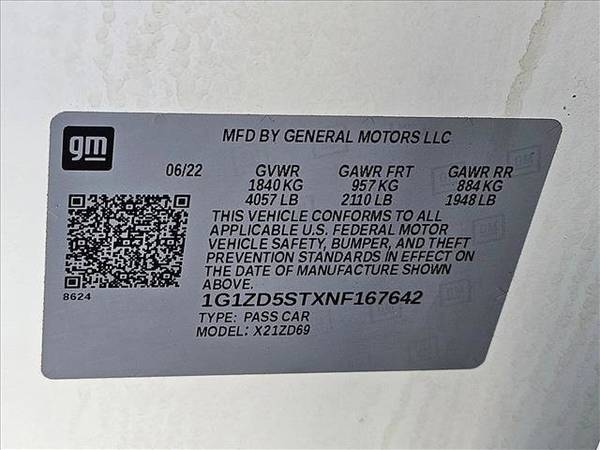 gm
MFD BY GENERAL MOTORS LLC
06/22 GVWR GAWR FRT GAWR RR
1840 KG 957 KG 884 KG
4057 LB 2110 LB 1948 LB
THIS VEHICLE CONFORMS TO ALL
APPLICABLE U.S. FEDERAL MOTOR
VEHICLE SAFETY, BUMPER, AND THEFT
PREVENTION STANDARDS IN EFFECT ON
THE DATE OF MANUFACTURE SHOWN
ABOVE.
8624
1G1ZD5STXNF167642
TYPE: PASS CAR
MODEL: X21ZD69